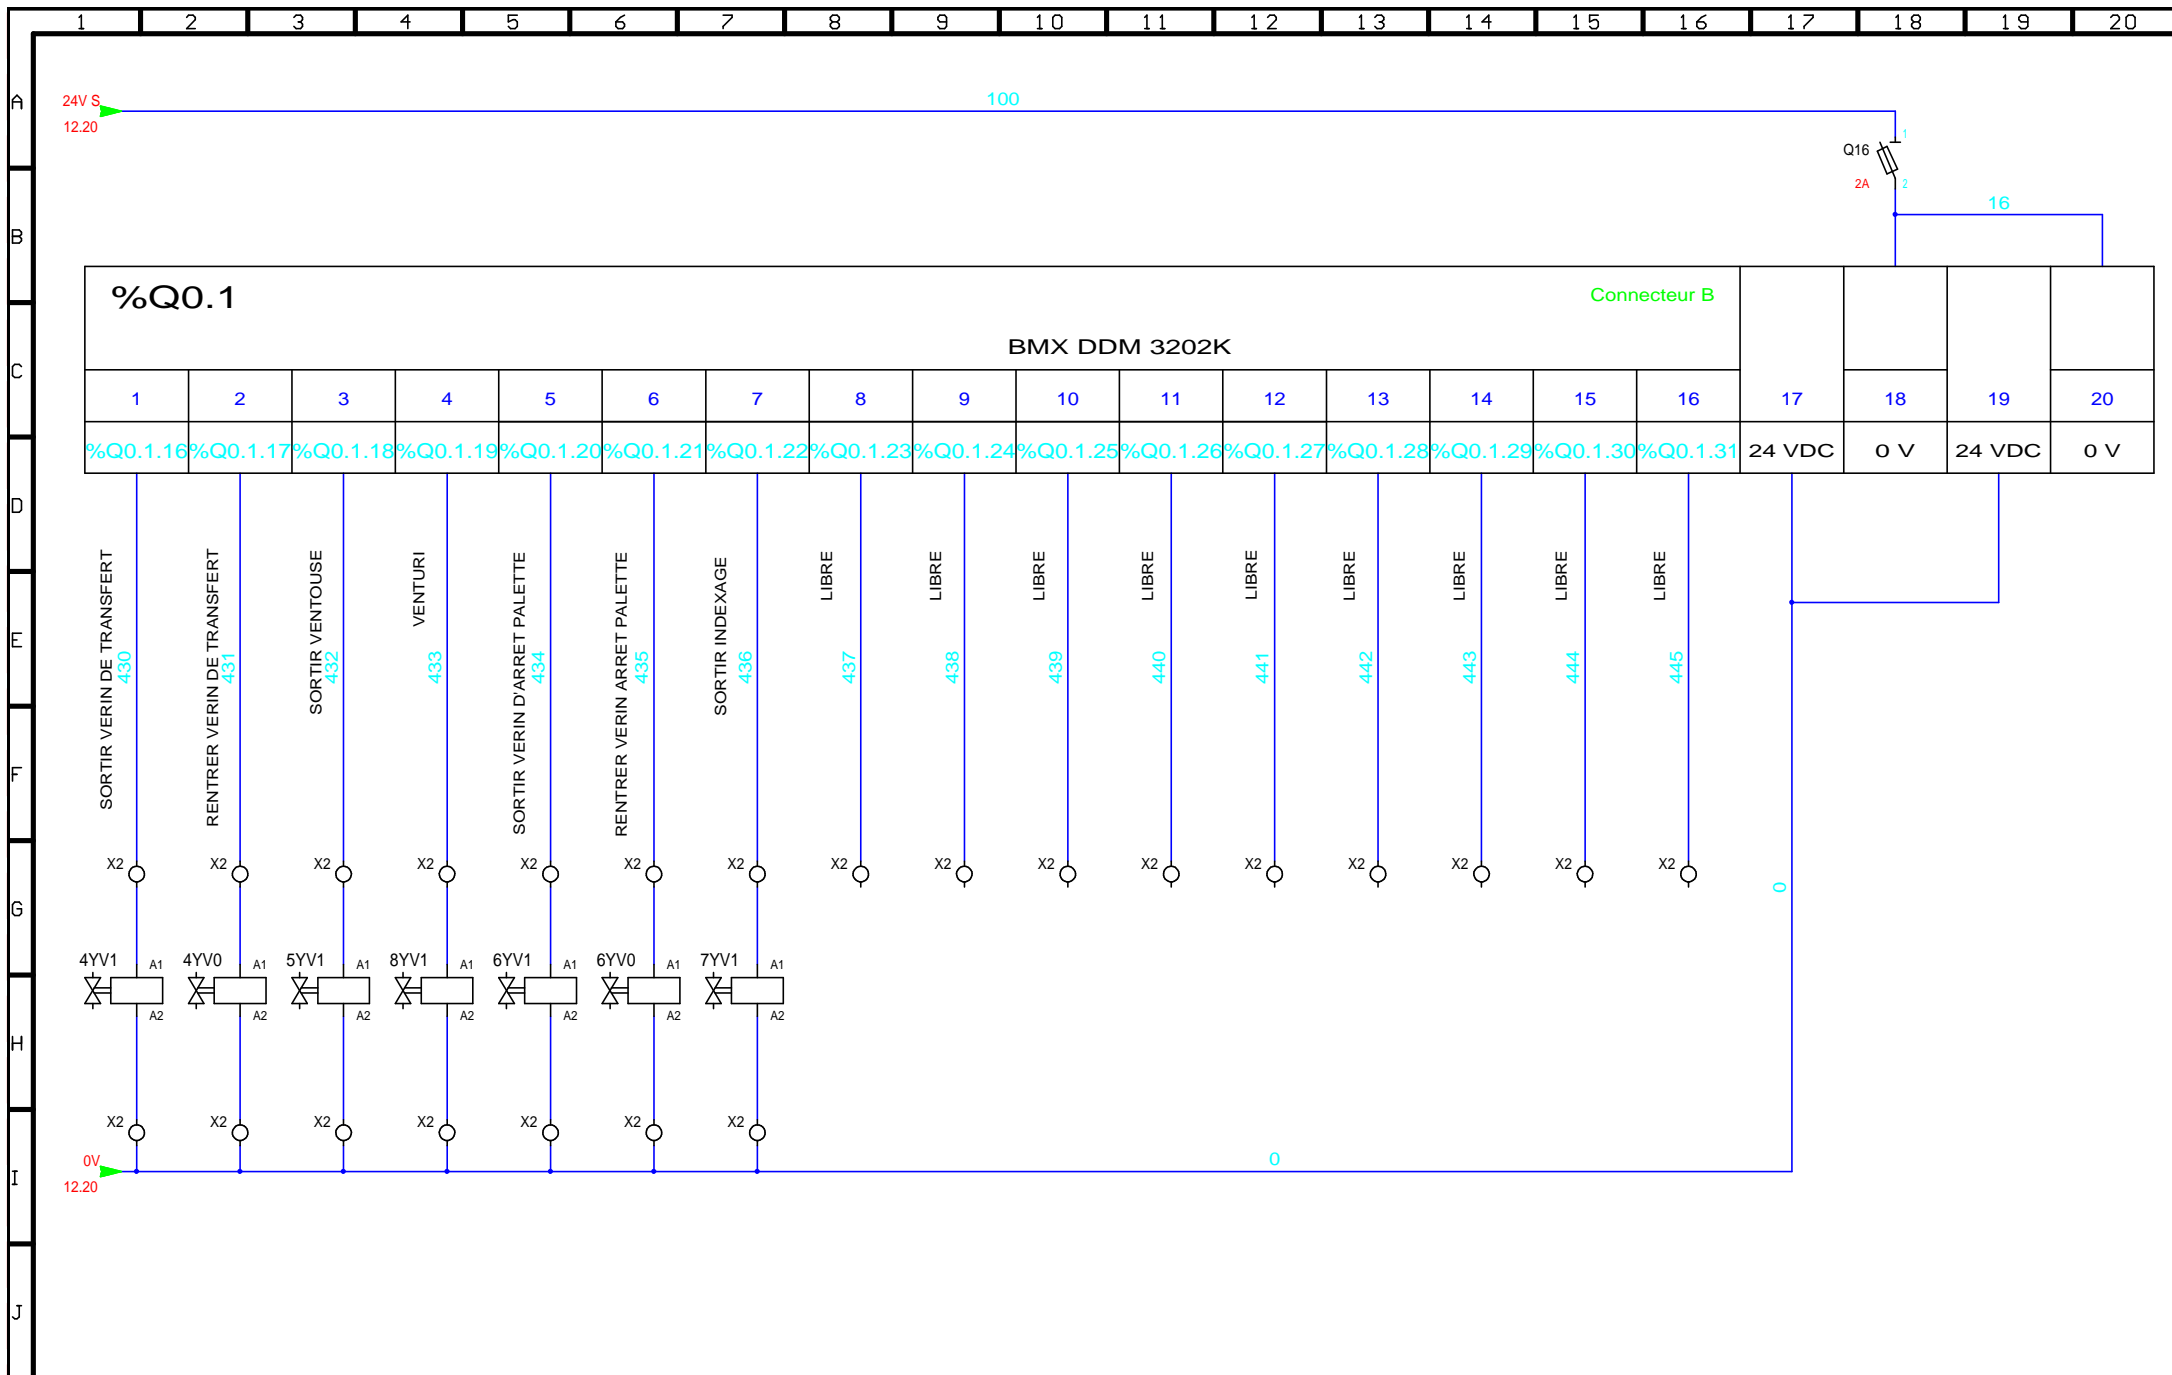 1 2 3 4 5 6 7 8 9 10 11 12 13 14 15 16 17 18 19 20
A
24V S
12.20
100
1
Q16
2A
2
16
B
%Q0.1
Connecteur B
BMX DDM 3202K
C
1 2 3 4 5 6 7 8 9 10 11 12 13 14 15 16 17 18 19 20
%Q0.1.16 %Q0.1.17 %Q0.1.18 %Q0.1.19 %Q0.1.20 %Q0.1.21 %Q0.1.22 %Q0.1.23 %Q0.1.24 %Q0.1.25 %Q0.1.26 %Q0.1.27 %Q0.1.28 %Q0.1.29 %Q0.1.30 %Q0.1.31 24 VDC 0 V 24 VDC 0 V
D
SORTIR VERIN DE TRANSFERT
430
RENTRER VERIN DE TRANSFERT
431
SORTIR VENTOUSE
432
VENTURI
433
SORTIR VERIN D'ARRET PALETTE
434
RENTRER VERIN ARRET PALETTE
435
SORTIR INDEXAGE
436
LIBRE
437
LIBRE
438
LIBRE
439
LIBRE
440
LIBRE
441
LIBRE
442
LIBRE
443
LIBRE
444
LIBRE
445
E
F
X2 X2 X2 X2 X2 X2 X2 X2 X2 X2 X2 X2 X2 X2 X2 X2
0
G
4YV1 A1 4YV0 A1 5YV1 A1 8YV1 A1 6YV1 A1 6YV0 A1 7YV1 A1
A2 A2 A2 A2 A2 A2 A2
H
X2 X2 X2 X2 X2 X2 X2
0V
12.20
0
I
J